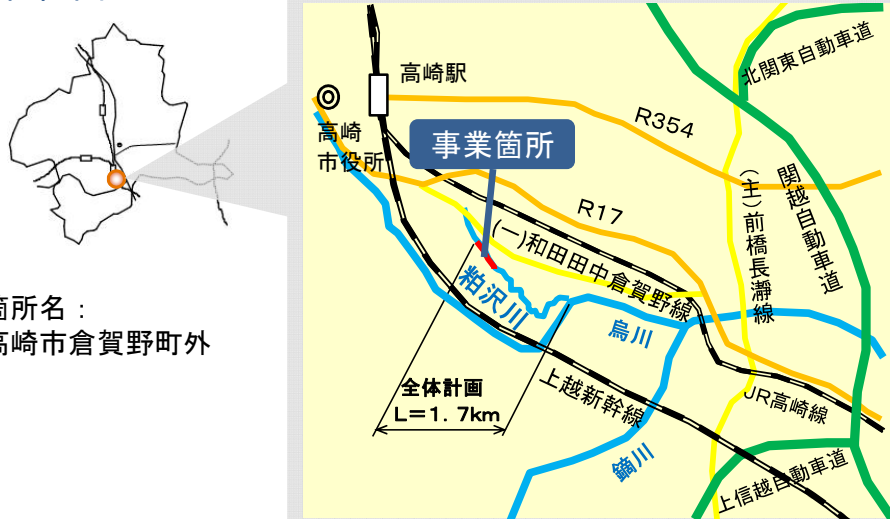 高崎駅
北関東自動車道
高崎
市役所
事業箇所
R354
R17
(主)前橋長瀞線
関越自動車道
(一)和田田中倉賀野線
粕沢川
烏川
箇所名：
高崎市倉賀野町外
全体計画
L＝1．7km
上越新幹線
JR高崎線
鏑川
上信越自動車道